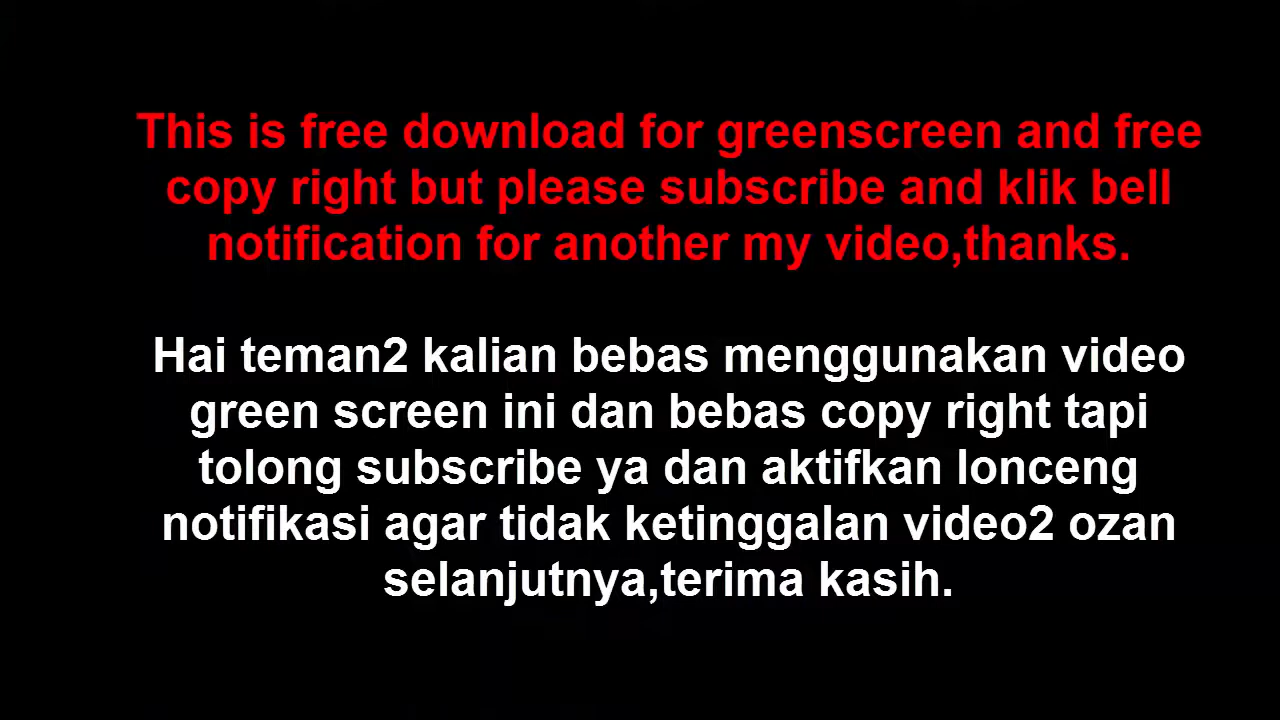 This is free download for greenscreen and free
copy right but please subscribe and klik bell
notification for another my video,thanks.
Hai teman2 kalian bebas menggunakan video
green screen ini dan bebas copy right tapi
tolong subscribe ya dan aktifkan lonceng
notifikasi agar tidak ketinggalan video2 ozan
selanjutnya,terima kasih.